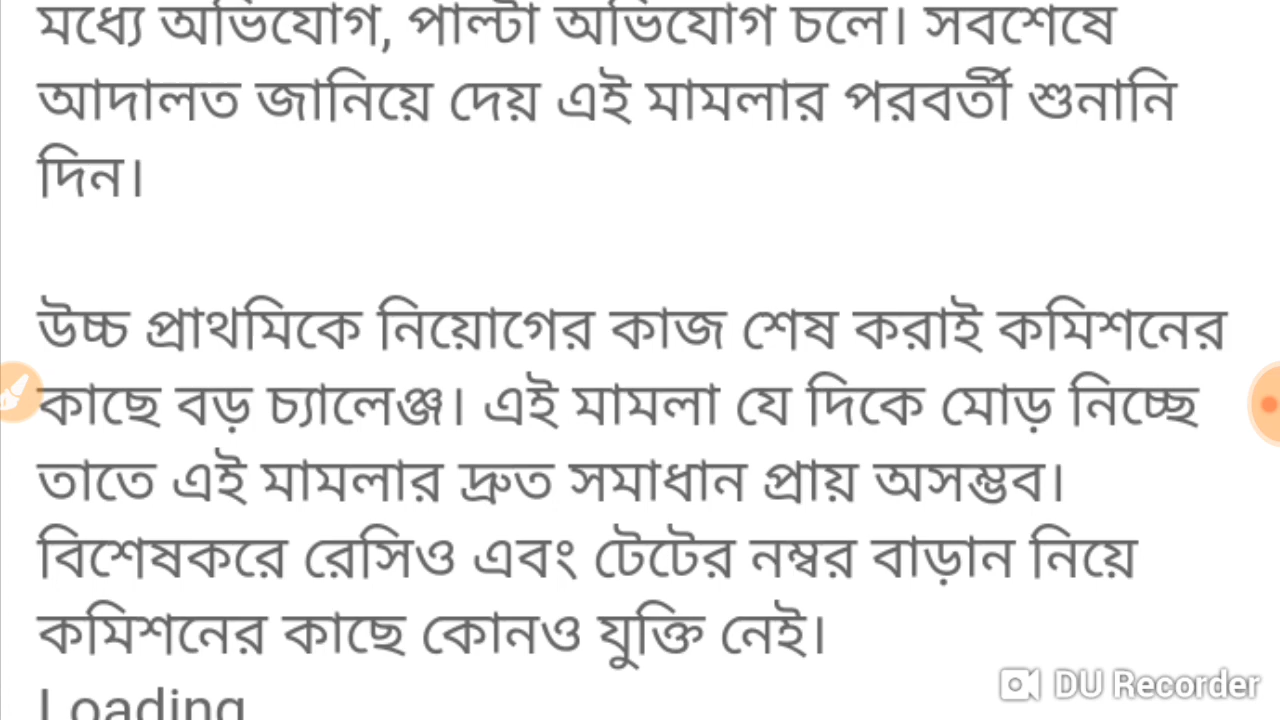 মধ্যে অভিযোগ, পাল্টা অভিযোগ চলে। সবশেষে
আদালত জানিয়ে দেয় এই মামলার পরবর্তী শুনানি
দিন।
উচ্চ প্রাথমিকে নিয়োগের কাজ শেষ করাই কমিশনের
কাছে বড় চ্যালেঞ্জ। এই মামলা যে দিকে মোড় নিচ্ছে
তাতে এই মামলার দ্রুত সমাধান প্রায় অসম্ভব।
বিশেষকরে রেসিও এবং টেটের নম্বর বাড়ান নিয়ে
কমিশনের কাছে কোনও যুক্তি নেই।
Loading
DU Recorder